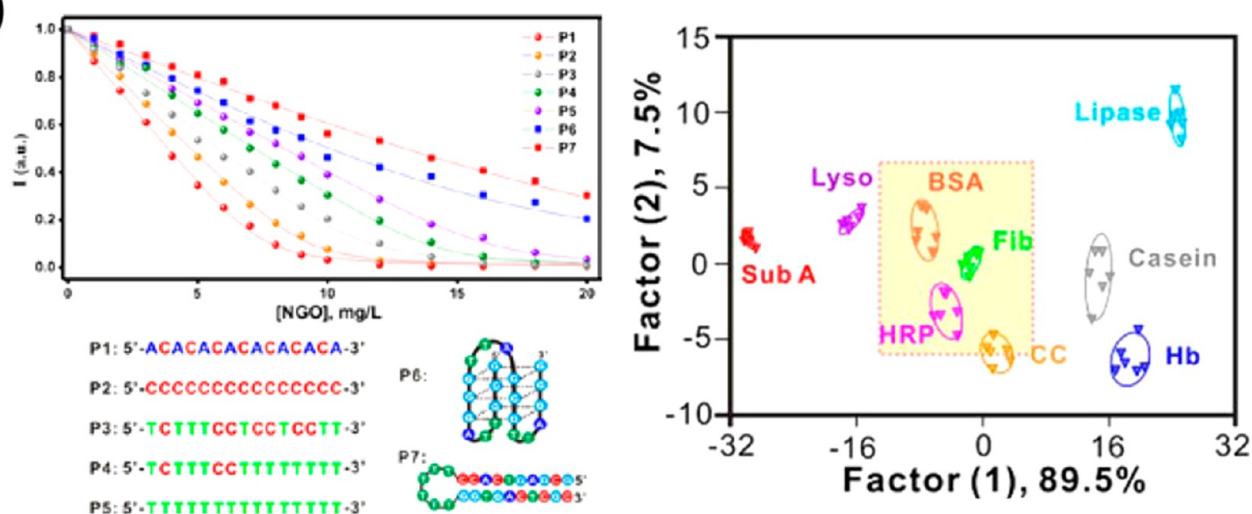 1.0
0.8
0.6
0.4
0.2
0.0
I (a.u.)
P1
P2
P3
P4
P5
P6
P7
0 5 10 15 20
[NGO], mg/L
P1: 5'-ACACACACACACACA-3'
P2: 5'-CCCCCCCCCCCCCCC-3'
P3: 5'-TCTTTCCTCCTCCTT-3'
P4: 5'-TCTTTCCTTTTTTTT-3'
P5: 5'-TTTTTTTTTTTTTTT-3'
P6:
5' 3'
P7:
5'
3'
15
10
5
0
-5
-10
Factor (2), 7.5%
Lipase
Lyso
BSA
Fib
Sub A
Casein
HRP
CC
Hb
-32 -16 0 16 32
Factor (1), 89.5%